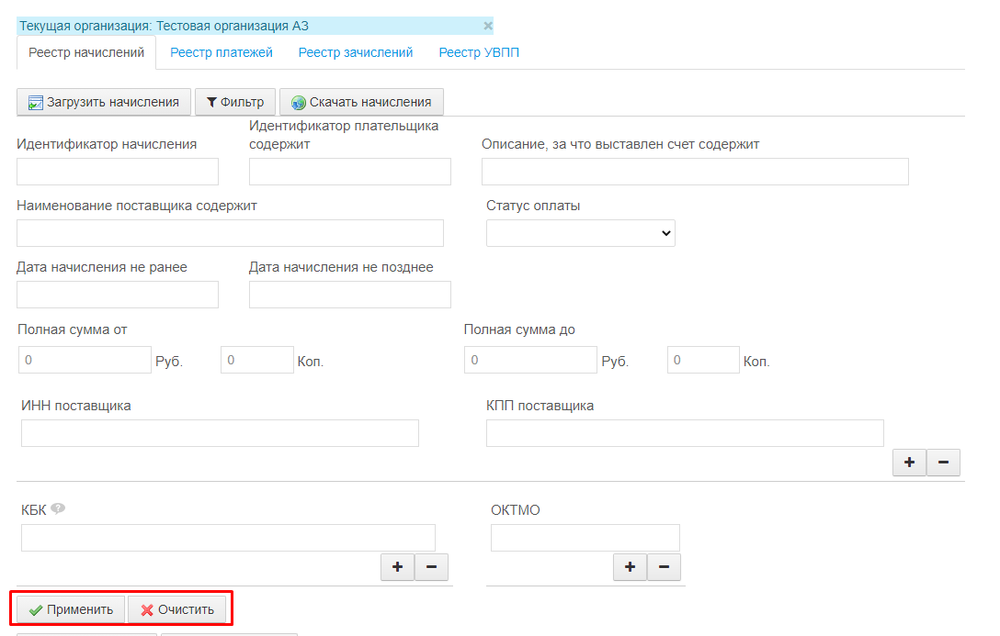 Текущая организация: Тестовая организация АЗ ×
Реестр начислений Реестр платежей Реестр зачислений Реестр УВПП
Загрузить начисления Фильтр Скачать начисления
Идентификатор начисления
Идентификатор плательщика
содержит
Описание, за что выставлен счет содержит
Наименование поставщика содержит Статус оплаты
Дата начисления не ранее Дата начисления не позднее
Полная сумма от Полная сумма до
0 Руб. 0 Коп. 0 Руб. 0 Коп.
ИНН поставщика КПП поставщика
+ −
КБК ? ОКТМО
+ − + −
Применить Очистить